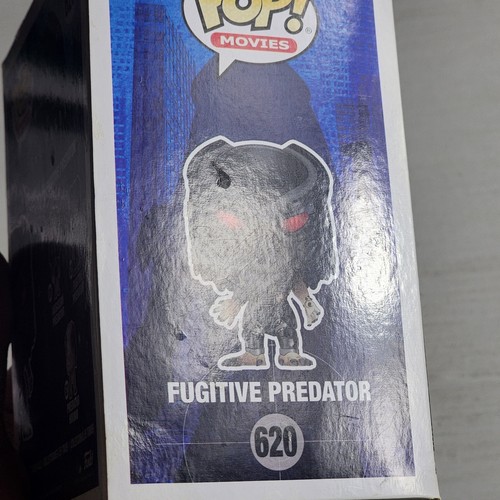 POP!
MOVIES
FUGITIVE PREDATOR
620